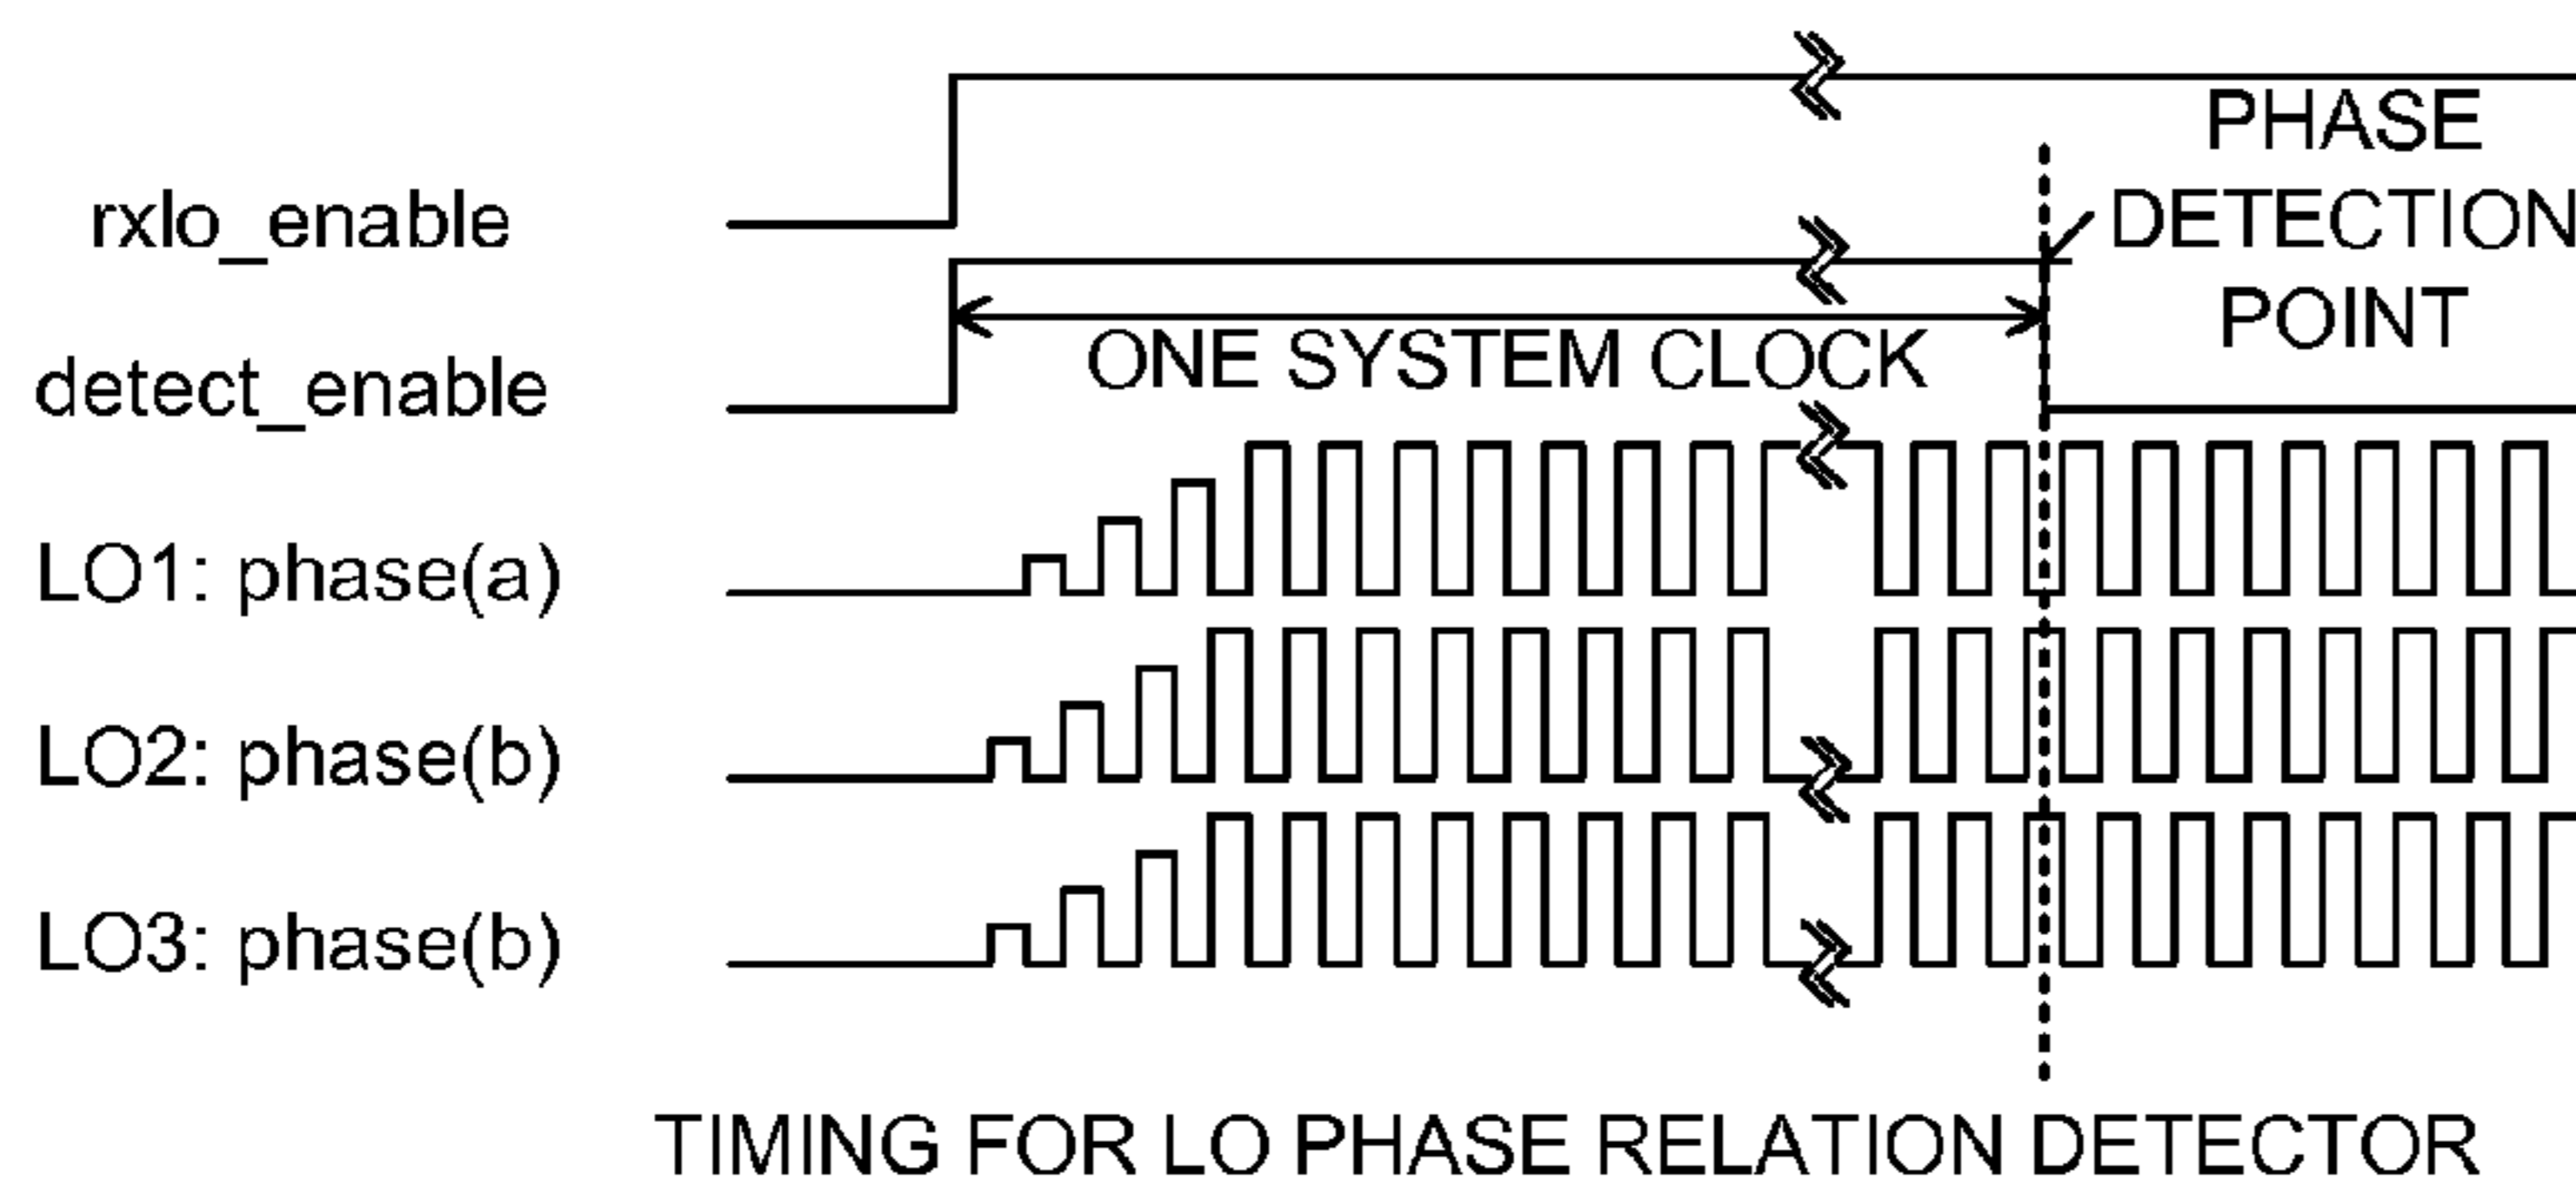 PHASE
rxlo_enable
DETECTION
POINT
ONE SYSTEM CLOCK
detect_enable
LO1: phase(a)
LO2: phase(b)
LO3: phase(b)
TIMING FOR LO PHASE RELATION DETECTOR